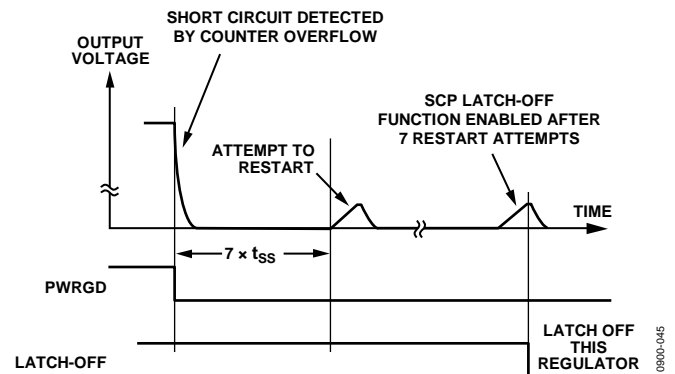 SHORT CIRCUIT DETECTED
BY COUNTER OVERFLOW
OUTPUT
VOLTAGE
SCP LATCH-OFF
FUNCTION ENABLED AFTER
7 RESTART ATTEMPTS
ATTEMPT TO
RESTART
TIME
7 × tSS
PWRGD
LATCH OFF
THIS
REGULATOR
LATCH-OFF
0900-045